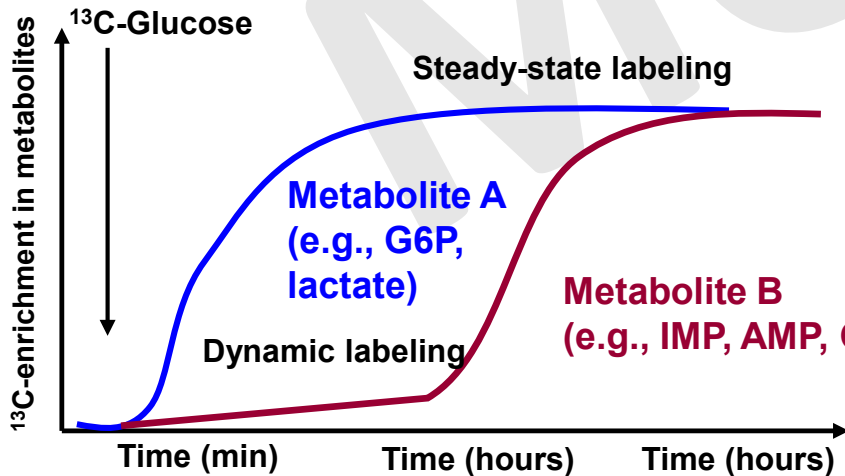 ¹³C-Glucose
¹³C-enrichment in metabolites
Steady-state labeling
Metabolite A
(e.g., G6P,
lactate)
Metabolite B
(e.g., IMP, AMP,
Dynamic labeling
Time (min)
Time (hours)
Time (hours)